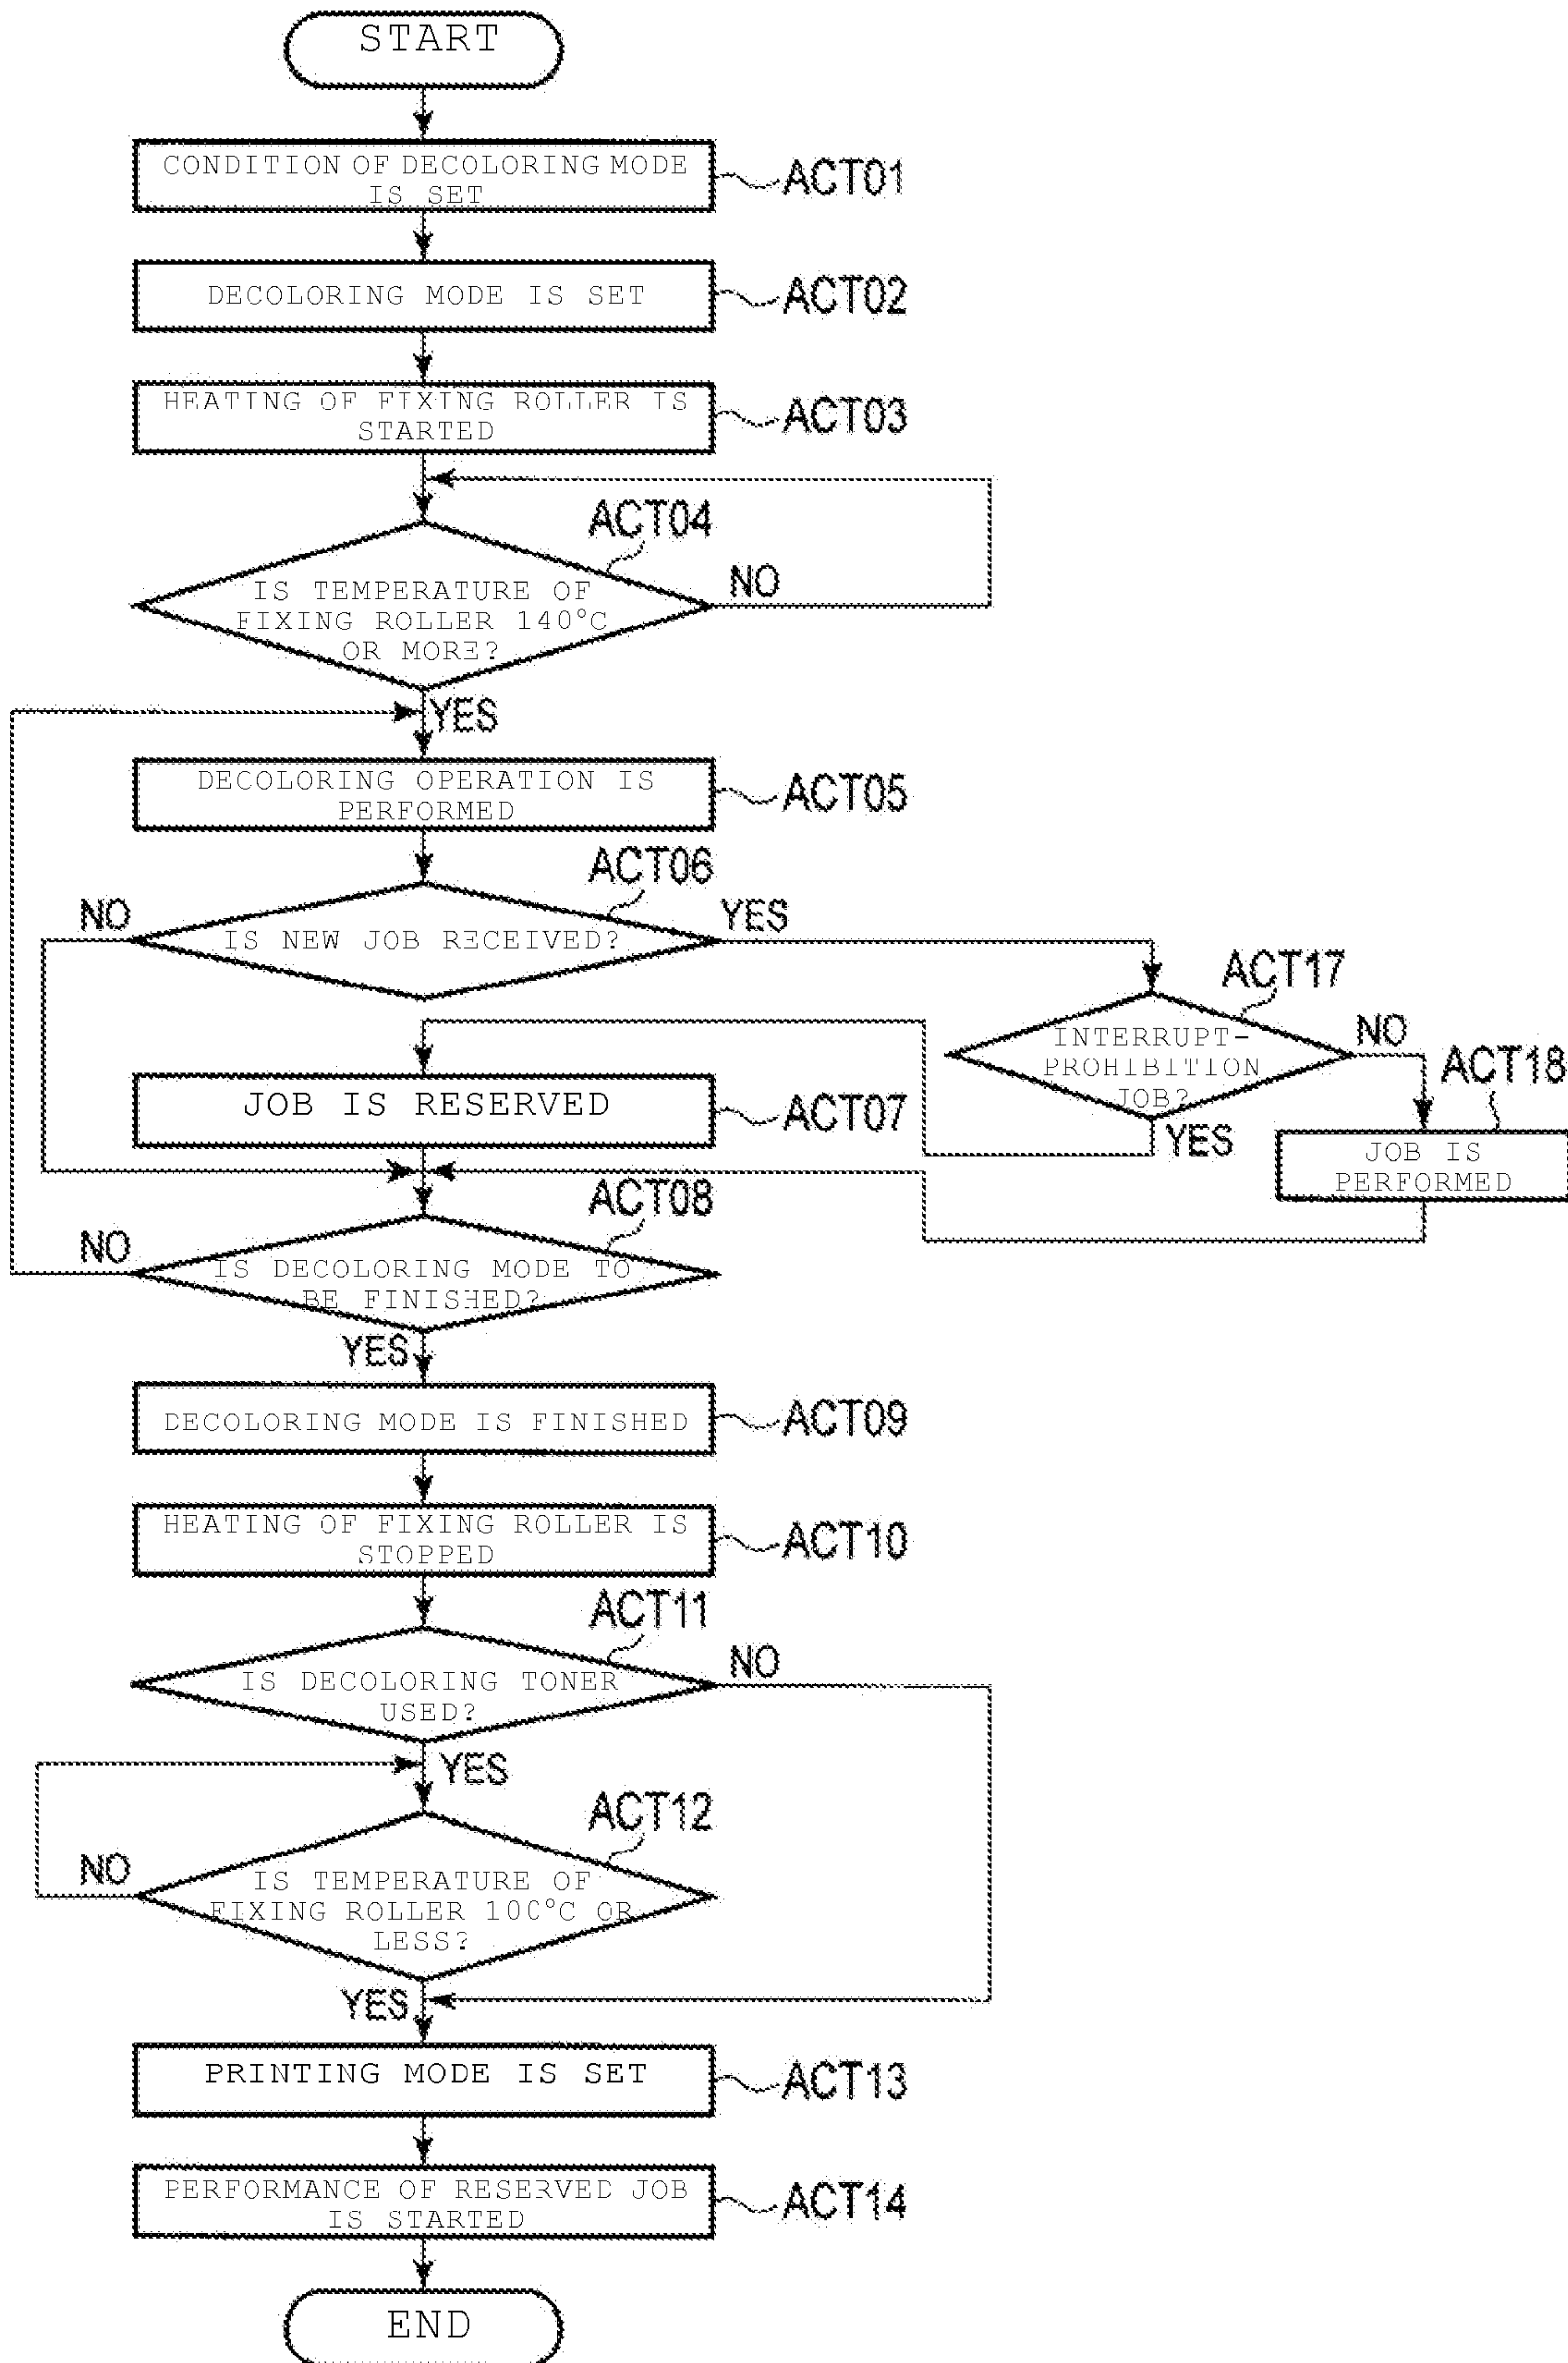 START
CONDITION OF DECOLORING MODE
IS SET
ACT01
DECOLORING MODE IS SET
ACT02
HEATING OF FIXING ROLLER IS
STARTED
ACT03
ACT04
IS TEMPERATURE OF
FIXING ROLLER 140°C
OR MORE?
NO
YES
DECOLORING OPERATION IS
PERFORMED
ACT05
ACT06
NO
IS NEW JOB RECEIVED?
YES
ACT17
INTERRUPT-
PROHIBITION
JOB?
NO
YES
ACT18
JOB IS
PERFORMED
JOB IS RESERVED
ACT07
ACT08
NO
IS DECOLORING MODE TO
BE FINISHED?
YES
DECOLORING MODE IS FINISHED
ACT09
HEATING OF FIXING ROLLER IS
STOPPED
ACT10
ACT11
IS DECOLORING TONER
USED?
NO
YES
ACT12
NO
IS TEMPERATURE OF
FIXING ROLLER 100°C OR
LESS?
YES
PRINTING MODE IS SET
ACT13
PERFORMANCE OF RESERVED JOB
IS STARTED
ACT14
END